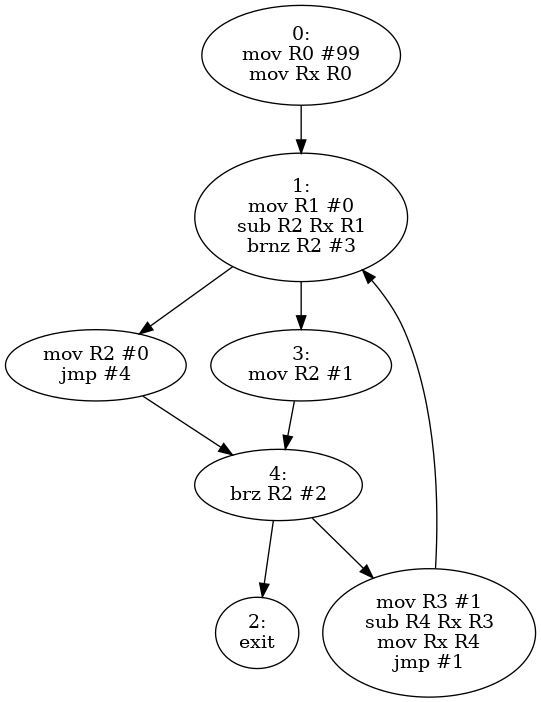 0:
mov R0 #99
mov Rx R0
1:
mov R1 #0
sub R2 Rx R1
brnz R2 #3
mov R2 #0
jmp #4
3:
mov R2 #1
4:
brz R2 #2
2:
exit
mov R3 #1
sub R4 Rx R3
mov Rx R4
jmp #1